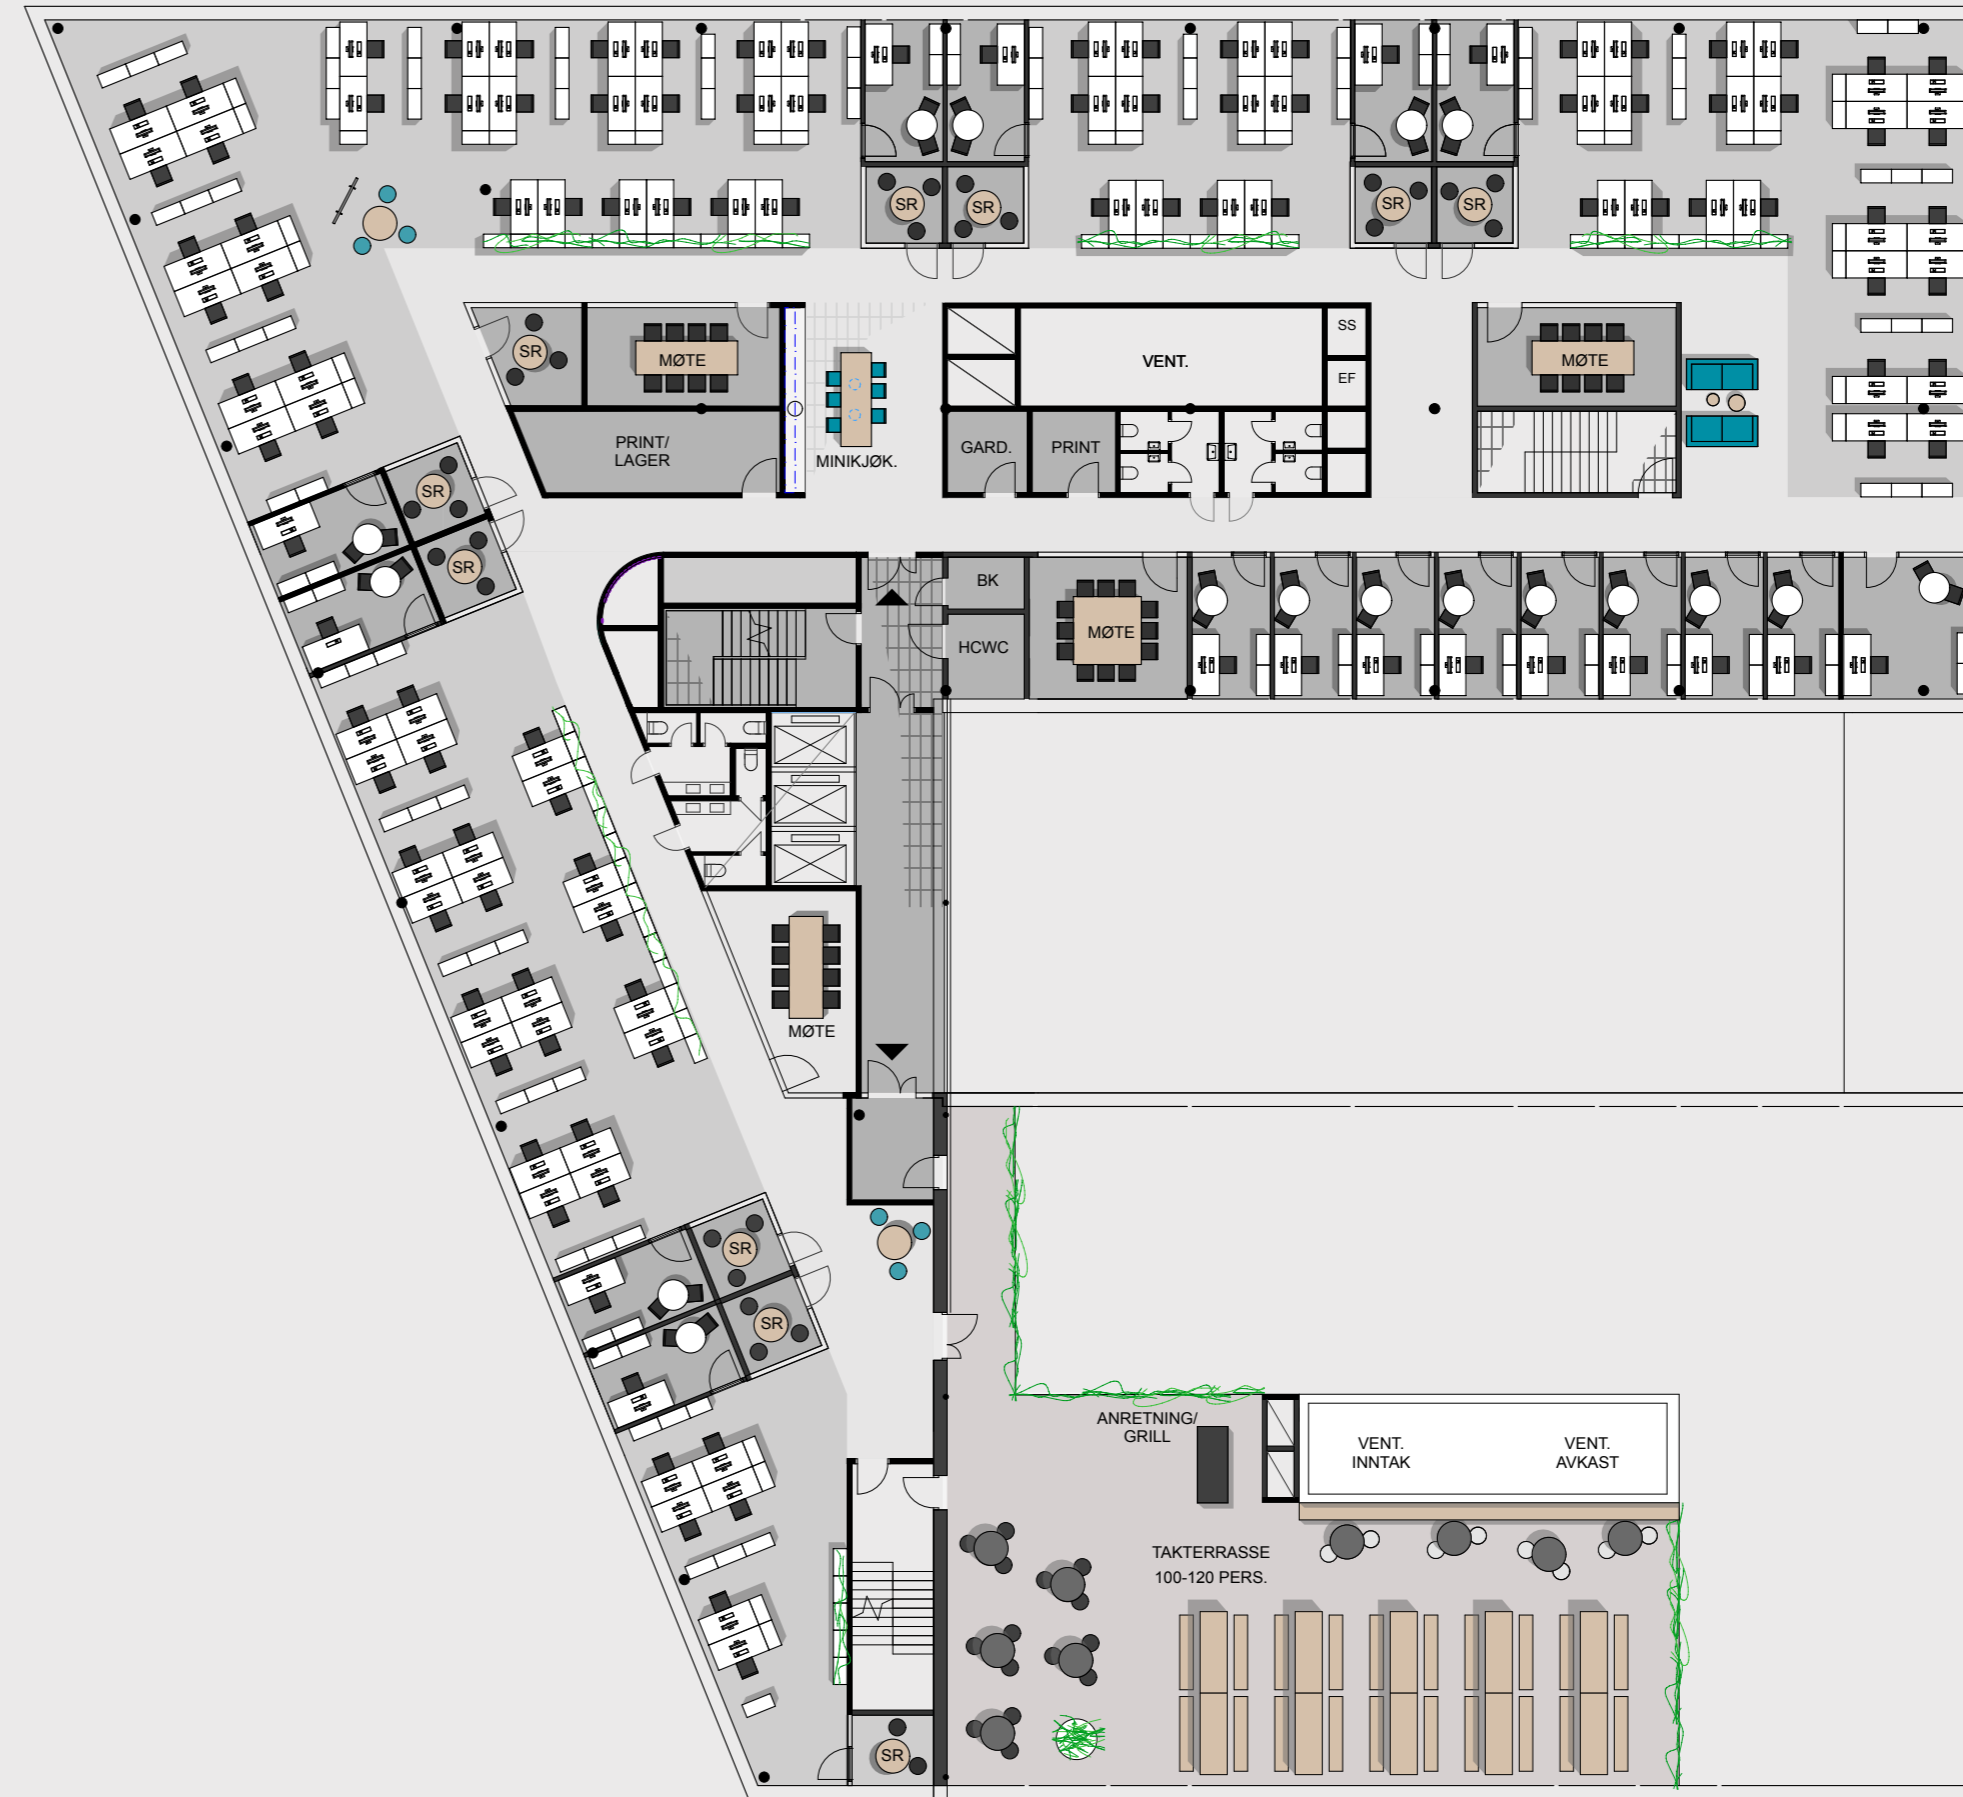 SR
SR
SR
SR
SR
MØTE
VENT.
SS
EF
MØTE
PRINT/
LAGER
MINIKJØK.
GARD.
PRINT
SR
SR
BK
HCWC
MØTE
MØTE
SR
SR
ANRETNING/
GRILL
VENT.
INNTAK
VENT.
AVKAST
TAKTERRASSE
100-120 PERS.
SR